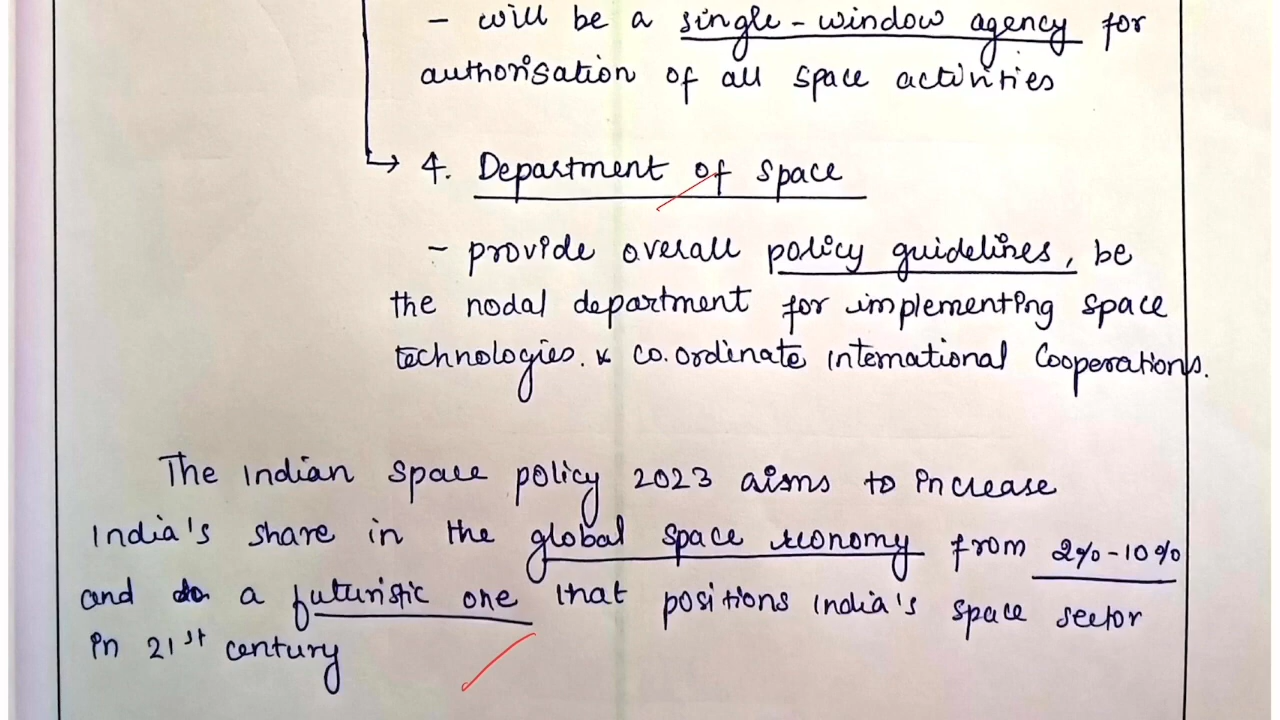 - will be a single-window agency for
authorisation of all space activities
4. Department of space
- provide overall policy guidelines, be
the nodal department for implementing space
technologies. & co.ordinate international Cooperations.
The Indian space policy 2023 aims to increase
India's share in the global space economy from 2%-10%
and do a futuristic one that positions India's space sector
in 21st century